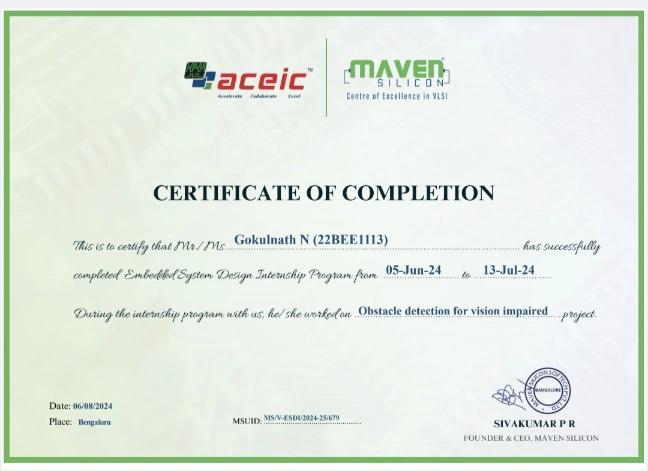 aceic™
Accelerate Collaborate Excel
MAVEN®
SILICON
Centre of Excellence in VLSI
CERTIFICATE OF COMPLETION
This is to certify that Mr./Ms Gokulnath N (22BEE1113) has successfully
completed Embedded System Design Internship Program from 05-Jun-24 to 13-Jul-24
During the internship program with us, he/she worked on Obstacle detection for vision impaired project.
Date: 06/08/2024
Place: Bengaluru
MSUID: MS/V-ESDI/2024-25/679
MAVEN SILICON SOFTECH PVT. LTD.
BANGALORE
SIVAKUMAR P R
FOUNDER & CEO, MAVEN SILICON